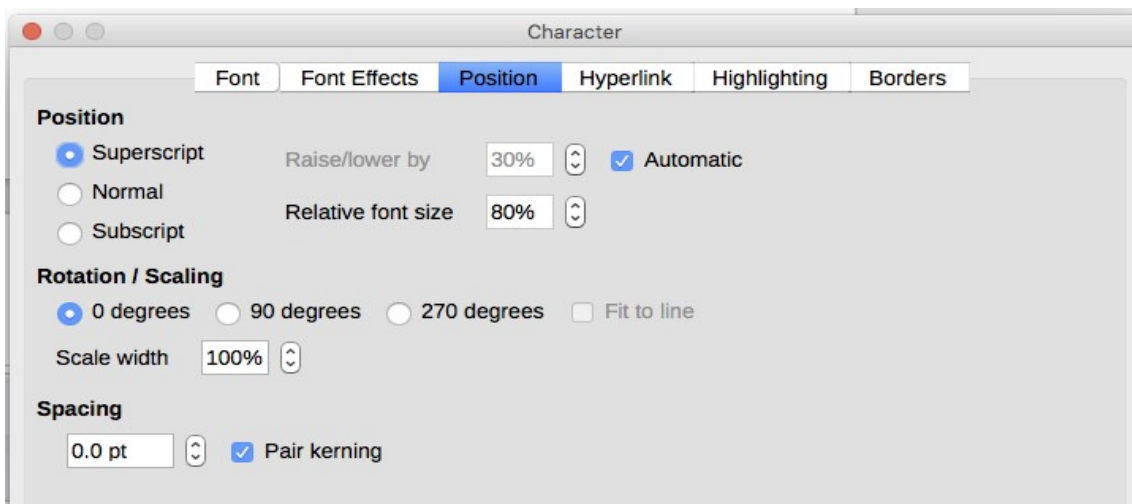 Character
Font Font Effects Position Hyperlink Highlighting Borders
Position
Superscript Raise/lower by 30% Automatic
Normal
Relative font size 80%
Subscript
Rotation / Scaling
0 degrees 90 degrees 270 degrees Fit to line
Scale width 100%
Spacing
0.0 pt Pair kerning